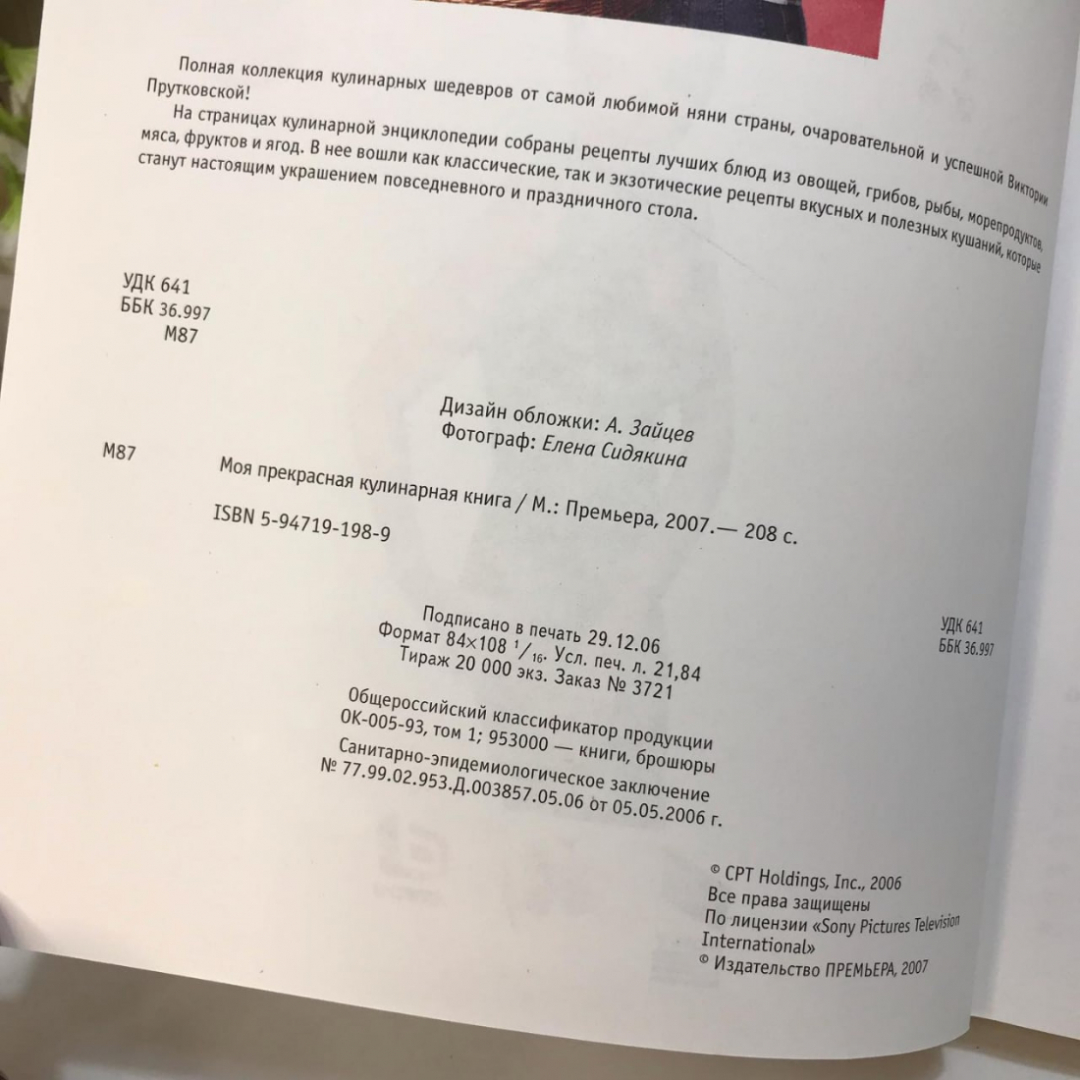 Полная коллекция кулинарных шедевров от самой любимой няни страны, очаровательной и успешной Виктории
Прутковской!
На страницах кулинарной энциклопедии собраны рецепты лучших блюд из овощей, грибов, рыбы, морепродуктов,
мяса, фруктов и ягод. В нее вошли как классические, так и экзотические рецепты вкусных и полезных кушаний, которые
станут настоящим украшением повседневного и праздничного стола.
УДК 641
ББК 36.997
М87
Дизайн обложки: А. Зайцев
Фотограф: Елена Сидякина
М87
Моя прекрасная кулинарная книга / М.: Премьера, 2007.— 208 с.
ISBN 5-94719-198-9
УДК 641
ББК 36.997
Подписано в печать 29.12.06
Формат 84×108 1/16. Усл. печ. л. 21,84
Тираж 20 000 экз. Заказ № 3721
Общероссийский классификатор продукции
ОК-005-93, том 1; 953000 — книги, брошюры
Санитарно-эпидемиологическое заключение
№ 77.99.02.953.Д.003857.05.06 от 05.05.2006 г.
© CPT Holdings, Inc., 2006
Все права защищены
По лицензии «Sony Pictures Television
International»
© Издательство ПРЕМЬЕРА, 2007